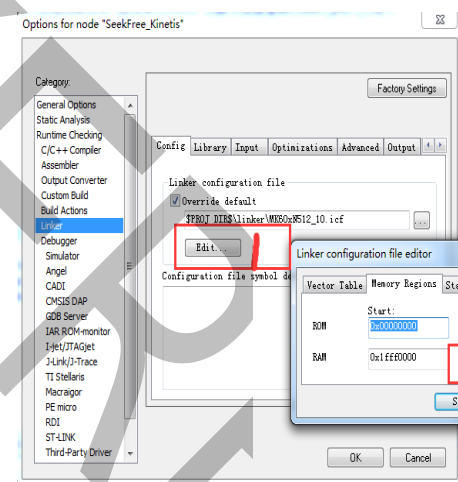 Options for node "SeekFree_Kinetis"
Category:
Factory Settings
General Options
Static Analysis
Runtime Checking
C/C++ Compiler
Assembler
Output Converter
Custom Build
Build Actions
Linker
Debugger
Simulator
Angel
CADI
CMSIS DAP
GDB Server
IAR ROM-monitor
I-jet/JTAGjet
J-Link/J-Trace
TI Stellaris
Macraigor
PE micro
RDI
ST-LINK
Third-Party Driver
Config Library Input Optimizations Advanced Output
Linker configuration file
Override default
$PROJ_DIR$\linker\MK60xN512_10.icf
...
Edit...
Configuration file symbol de
Linker configuration file editor
Vector Table Memory Regions Sta
Start:
ROM 0x00000000
RAM 0x1fff0000
S
OK Cancel